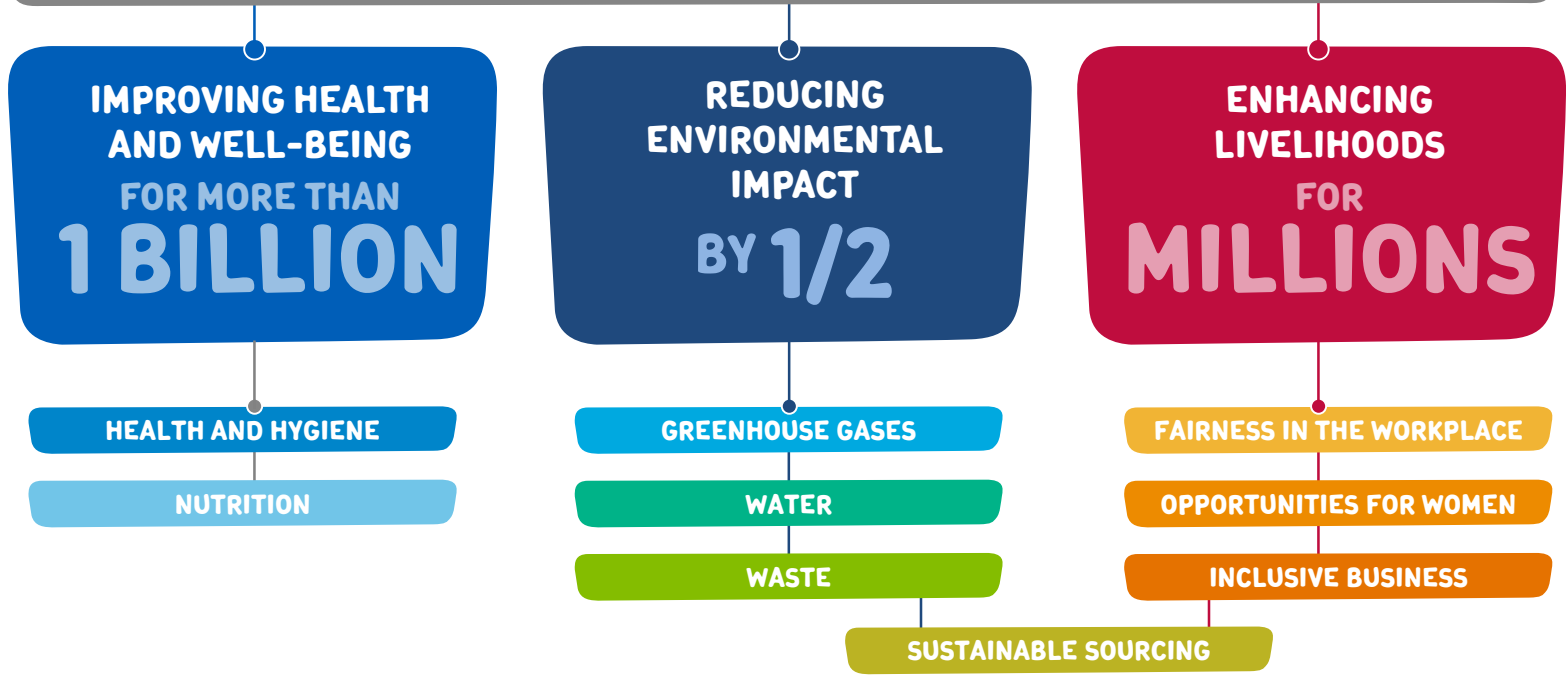 IMPROVING HEALTH
AND WELL-BEING
FOR MORE THAN
1 BILLION
HEALTH AND HYGIENE
NUTRITION
REDUCING
ENVIRONMENTAL
IMPACT
BY 1/2
GREENHOUSE GASES
WATER
WASTE
ENHANCING
LIVELIHOODS
FOR
MILLIONS
FAIRNESS IN THE WORKPLACE
OPPORTUNITIES FOR WOMEN
INCLUSIVE BUSINESS
SUSTAINABLE SOURCING